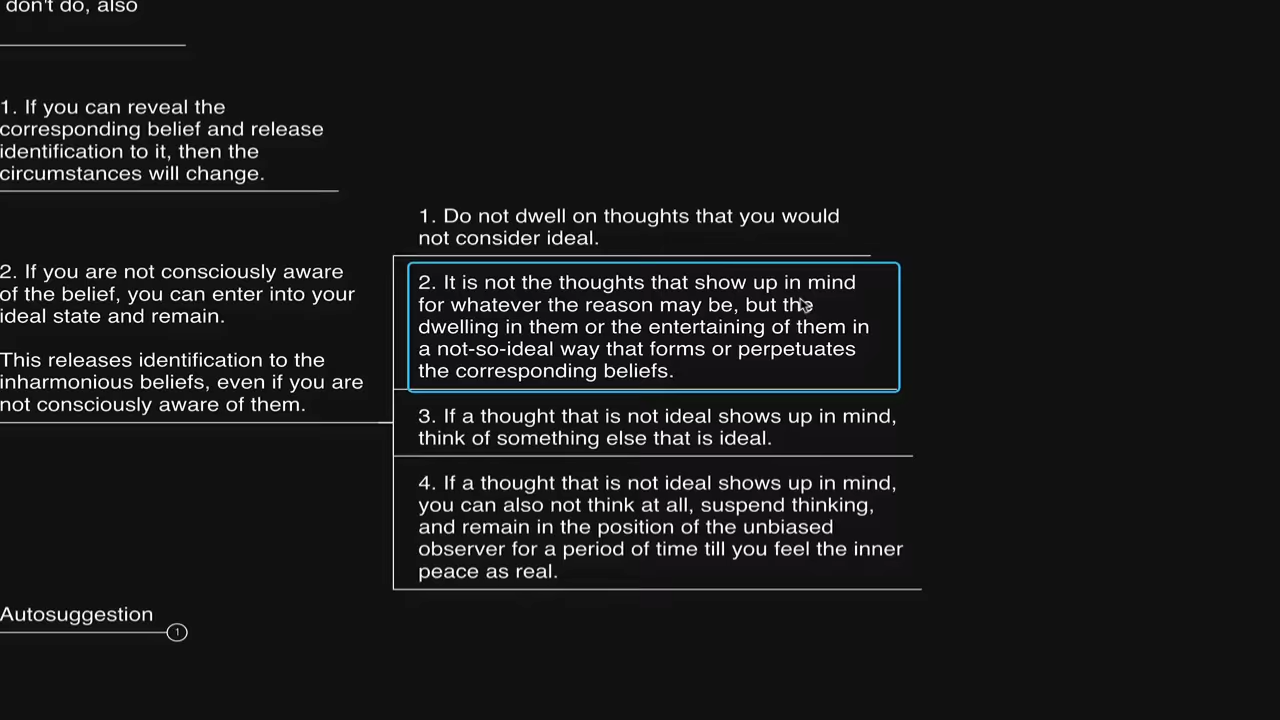 don't do, also
1. If you can reveal the
corresponding belief and release
identification to it, then the
circumstances will change.
2. If you are not consciously aware
of the belief, you can enter into your
ideal state and remain.
This releases identification to the
inharmonious beliefs, even if you are
not consciously aware of them.
1. Do not dwell on thoughts that you would
not consider ideal.
2. It is not the thoughts that show up in mind
for whatever the reason may be, but the
dwelling in them or the entertaining of them in
a not-so-ideal way that forms or perpetuates
the corresponding beliefs.
3. If a thought that is not ideal shows up in mind,
think of something else that is ideal.
4. If a thought that is not ideal shows up in mind,
you can also not think at all, suspend thinking,
and remain in the position of the unbiased
observer for a period of time till you feel the inner
peace as real.
Autosuggestion
1